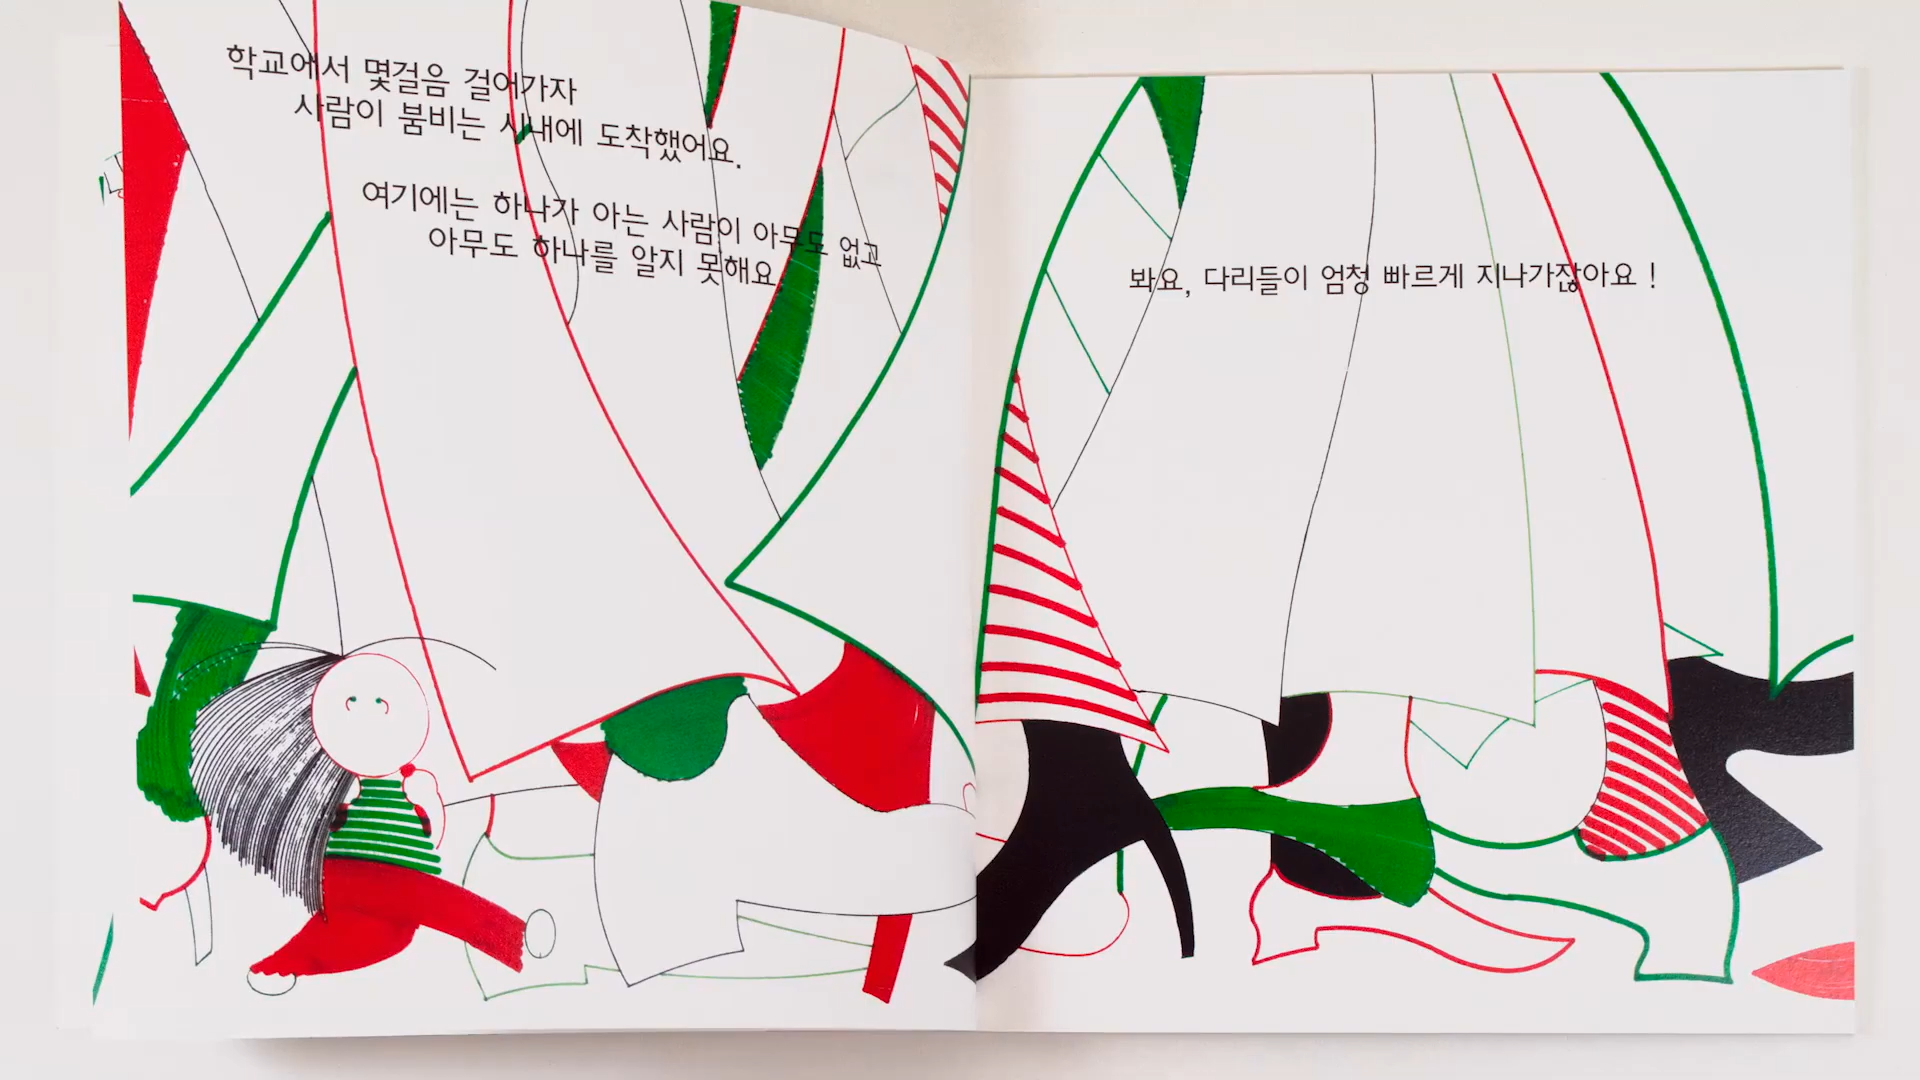 학교에서 몇걸음 걸어가자
사람이 붐비는 시내에 도착했어요.
여기에는 하나가 아는 사람이 아무도 없고
아무도 하나를 알지 못해요.
봐요, 다리들이 엄청 빠르게 지나가잖아요 !